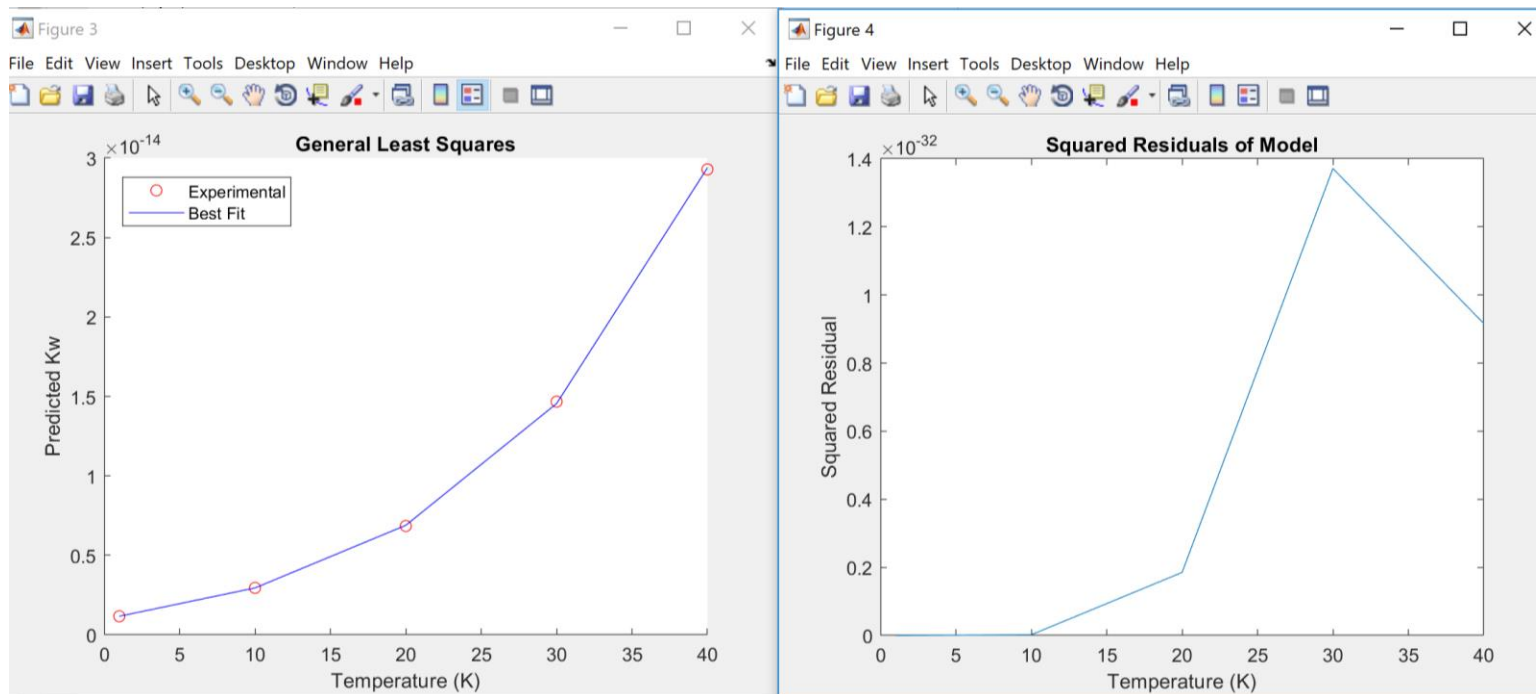 Figure 3
File Edit View Insert Tools Desktop Window Help
General Least Squares
×10-14
3
2.5
2
1.5
1
0.5
0
Experimental
Best Fit
Predicted Kw
0 5 10 15 20 25 30 35 40
Temperature (K)
Figure 4
File Edit View Insert Tools Desktop Window Help
Squared Residuals of Model
×10-32
1.4
1.2
1
0.8
0.6
0.4
0.2
0
Squared Residual
0 5 10 15 20 25 30 35 40
Temperature (K)